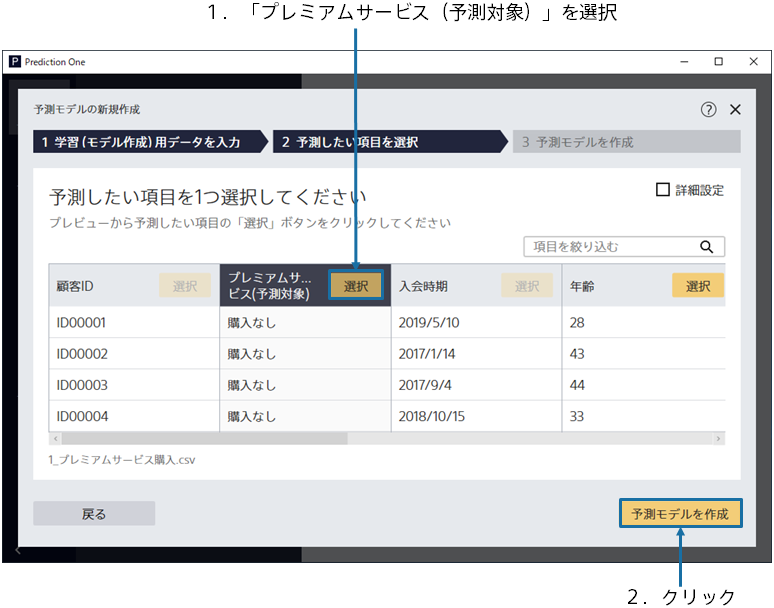 1．「プレミアムサービス（予測対象）」を選択
Prediction One
予測モデルの新規作成
1 学習(モデル作成)用データを入力
2 予測したい項目を選択
3 予測モデルを作成
予測したい項目を1つ選択してください
詳細設定
プレビューから予測したい項目の「選択」ボタンをクリックしてください
項目を絞り込む
顧客ID 選択 プレミアムサ... ビス(予測対象) 選択 入会時期 選択 年齢 選択
ID00001 購入なし 2019/5/10 28
ID00002 購入なし 2017/1/14 43
ID00003 購入なし 2017/9/4 44
ID00004 購入なし 2018/10/15 33
1_プレミアムサービス購入.csv
戻る
予測モデルを作成
2．クリック